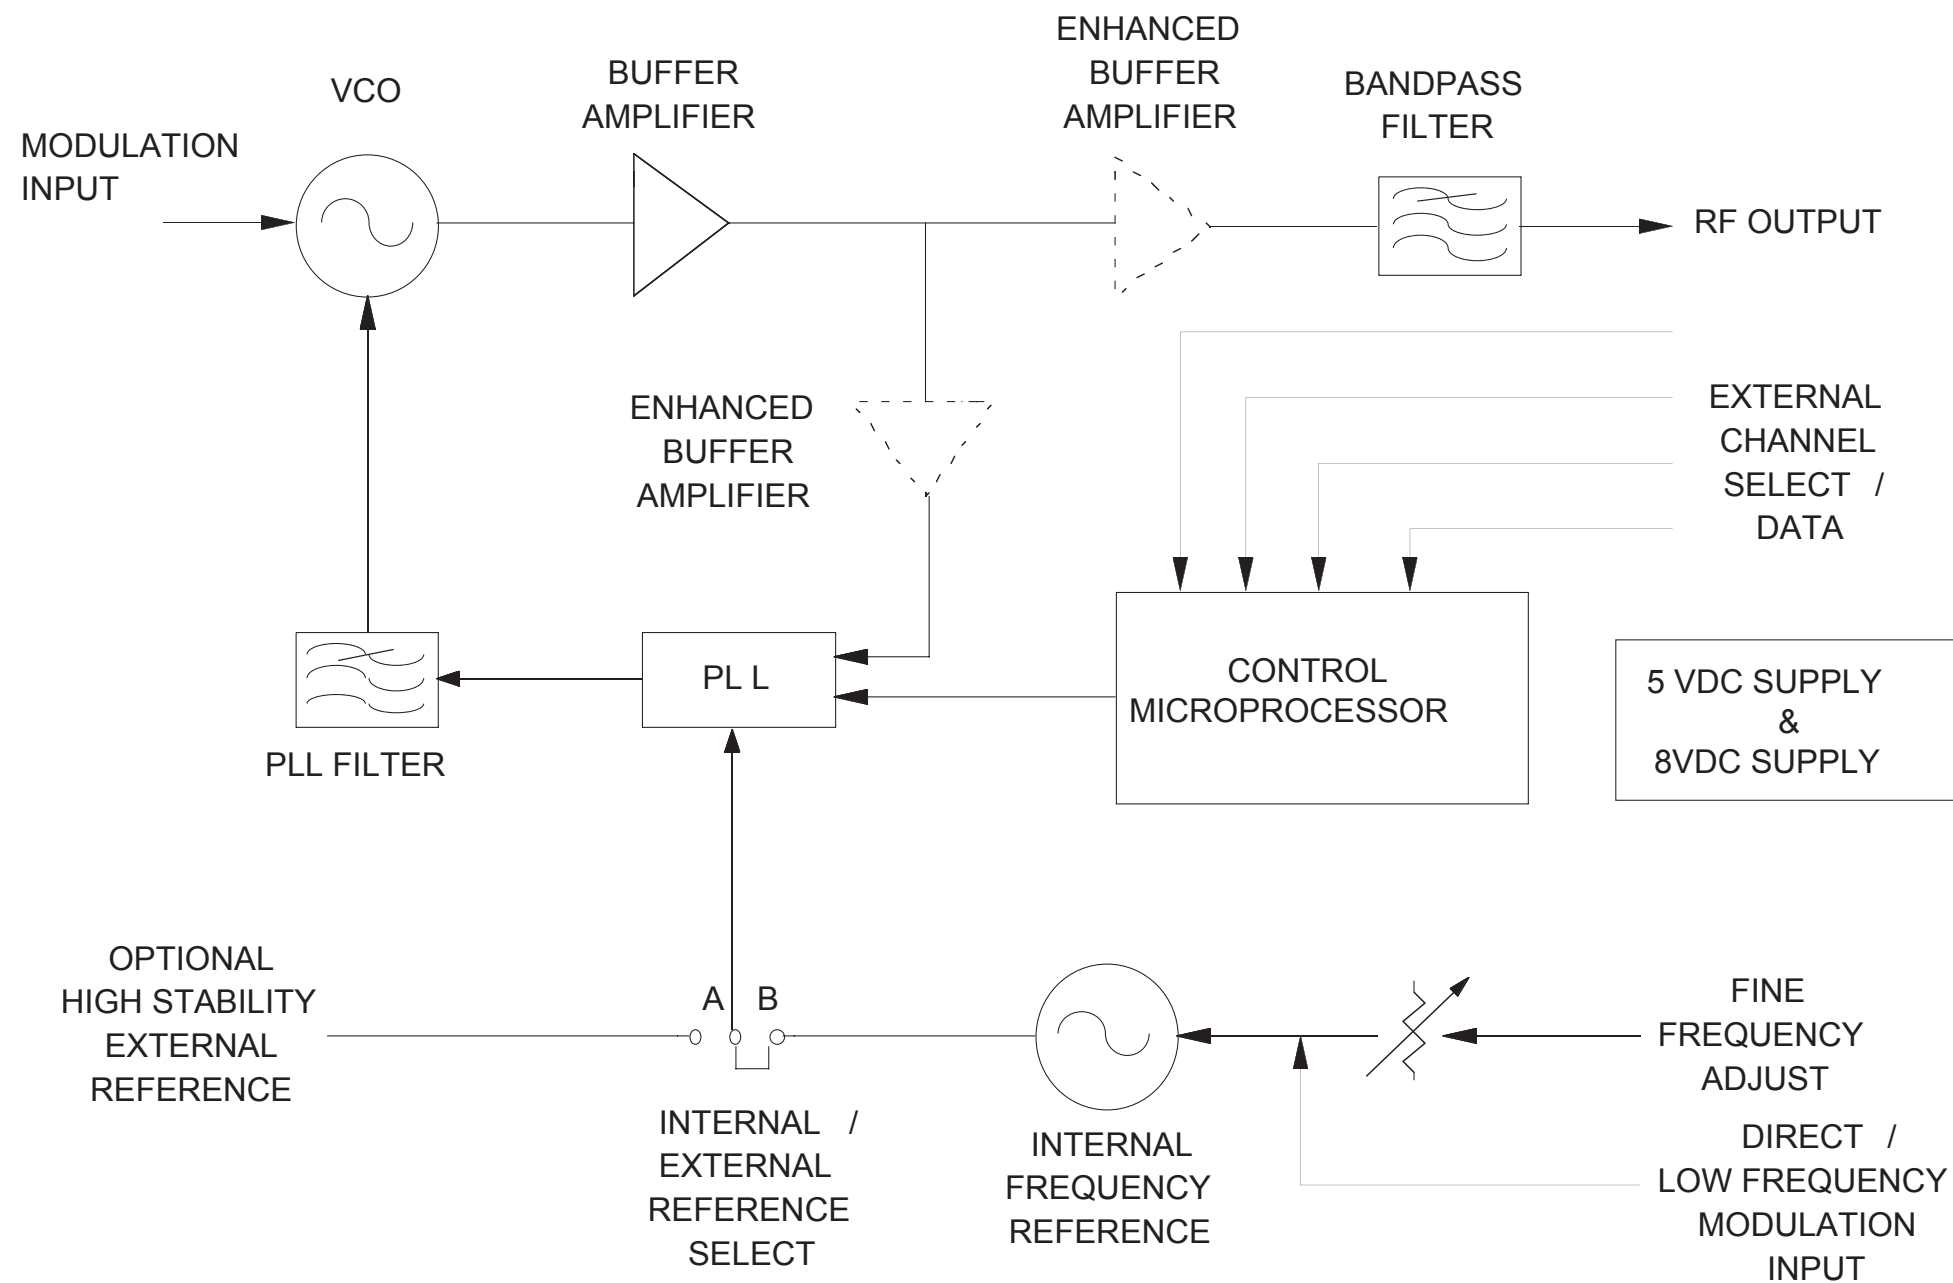 VCO
BUFFER
AMPLIFIER
ENHANCED
BUFFER
AMPLIFIER
BANDPASS
FILTER
MODULATION
INPUT
RF OUTPUT
ENHANCED
BUFFER
AMPLIFIER
EXTERNAL
CHANNEL
SELECT /
DATA
PL L
CONTROL
MICROPROCESSOR
5 VDC SUPPLY
&
8VDC SUPPLY
PLL FILTER
OPTIONAL
HIGH STABILITY
EXTERNAL
REFERENCE
A B
INTERNAL /
EXTERNAL
REFERENCE
SELECT
INTERNAL
FREQUENCY
REFERENCE
FINE
FREQUENCY
ADJUST
DIRECT /
LOW FREQUENCY
MODULATION
INPUT